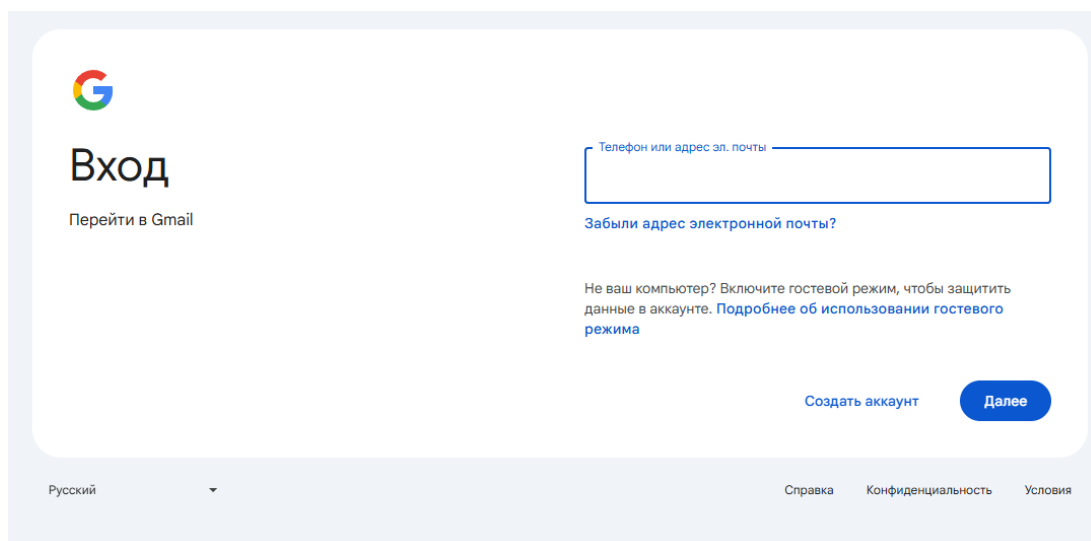 Вход
Перейти в Gmail
Телефон или адрес эл. почты
Забыли адрес электронной почты?
Не ваш компьютер? Включите гостевой режим, чтобы защитить
данные в аккаунте. Подробнее об использовании гостевого
режима
Создать аккаунт
Далее
Русский
Справка
Конфиденциальность
Условия